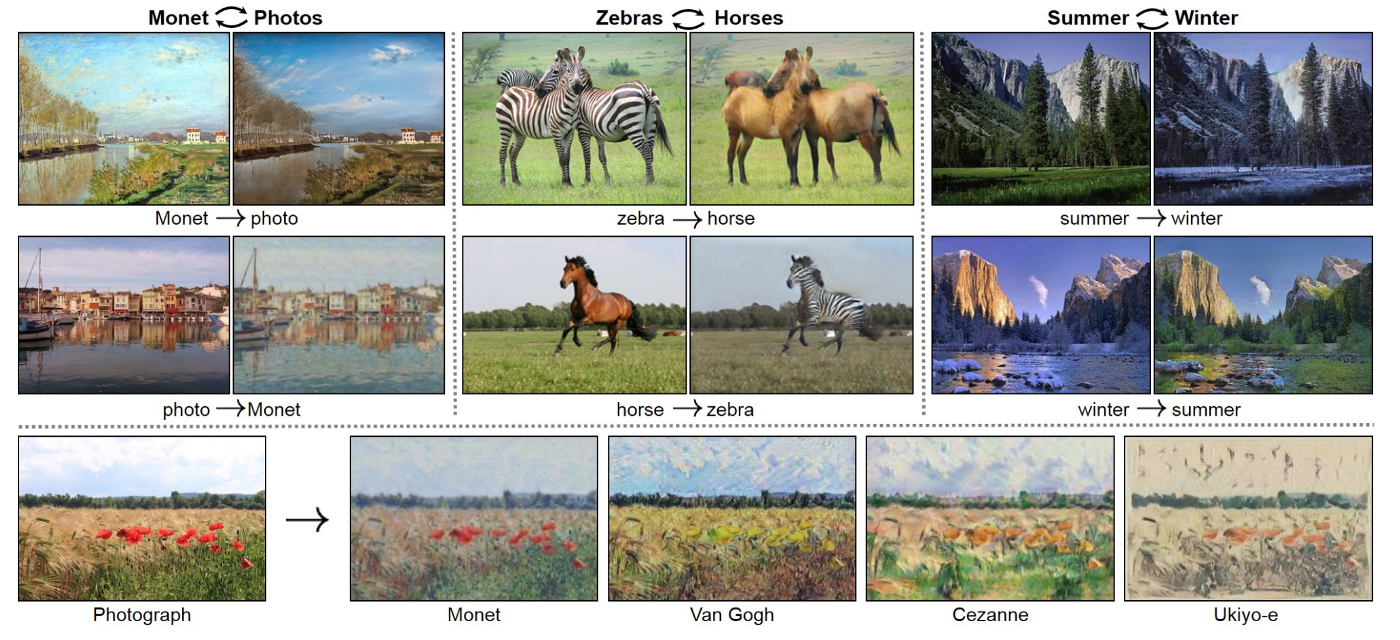 Monet Photos
Zebras Horses
Summer Winter
Monet → photo
zebra → horse
summer → winter
photo → Monet
horse → zebra
winter → summer
Photograph
Monet
Van Gogh
Cezanne
Ukiyo-e